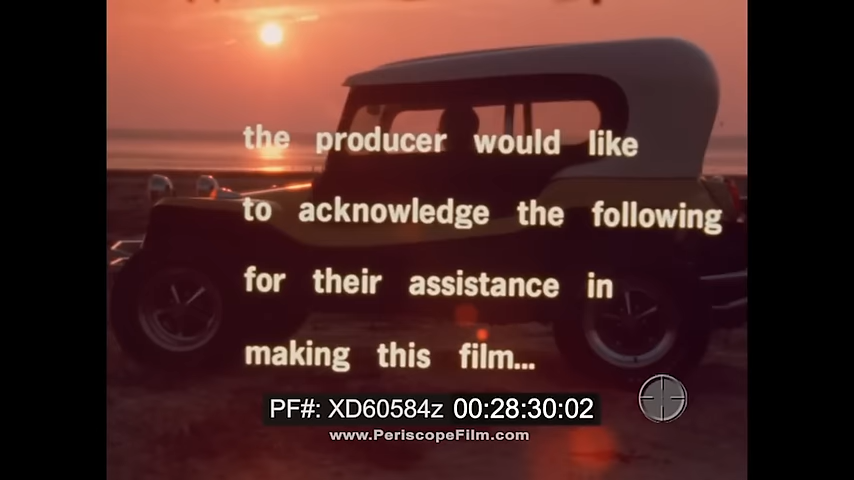 the producer would like
to acknowledge the following
for their assistance in
making this film...
PF#: XD60584z 00:28:30:02
www.PeriscopeFilm.com